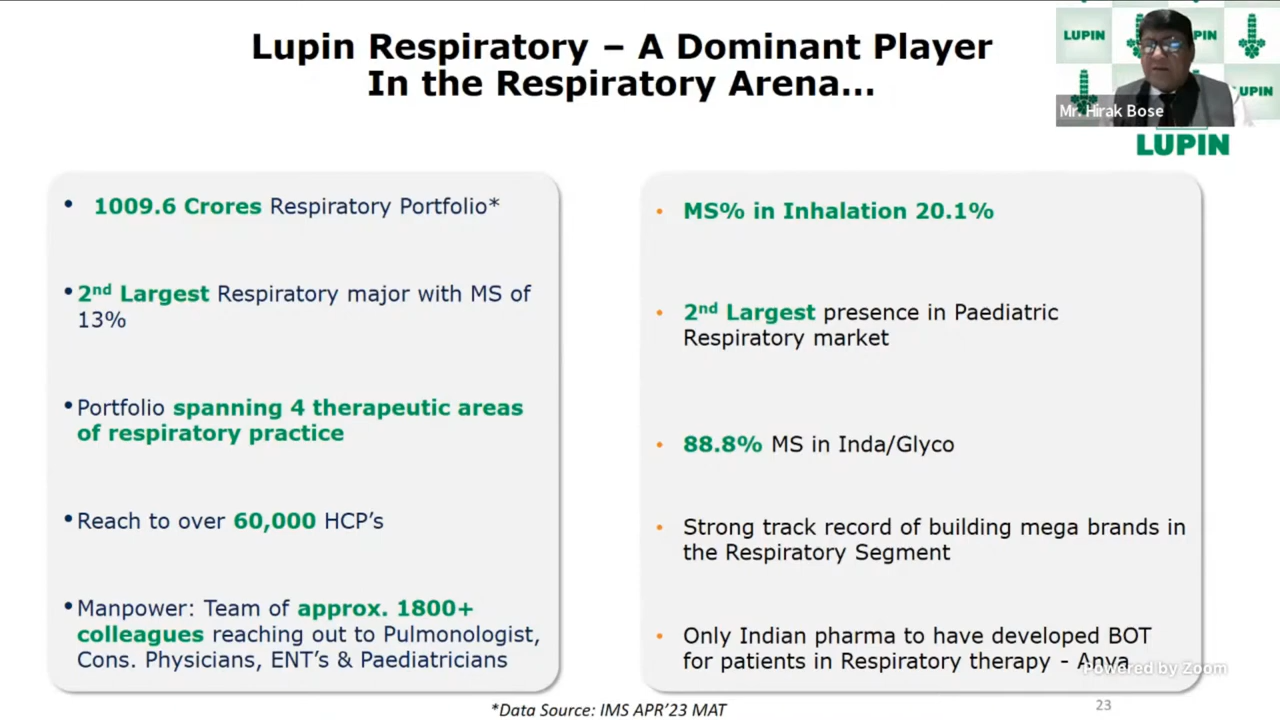 Lupin Respiratory – A Dominant Player
In the Respiratory Arena...
LUPIN
PIN
UPIN
Mr. Hirak Bose
LUPIN
• 1009.6 Crores Respiratory Portfolio*
• 2nd Largest Respiratory major with MS of
13%
• Portfolio spanning 4 therapeutic areas
of respiratory practice
• Reach to over 60,000 HCP's
• Manpower: Team of approx. 1800+
colleagues reaching out to Pulmonologist,
Cons. Physicians, ENT's & Paediatricians
• MS% in Inhalation 20.1%
• 2nd Largest presence in Paediatric
Respiratory market
• 88.8% MS in Inda/Glyco
• Strong track record of building mega brands in
the Respiratory Segment
• Only Indian pharma to have developed BOT
for patients in Respiratory therapy - Anya
Powered by Zoom
*Data Source: IMS APR'23 MAT
23